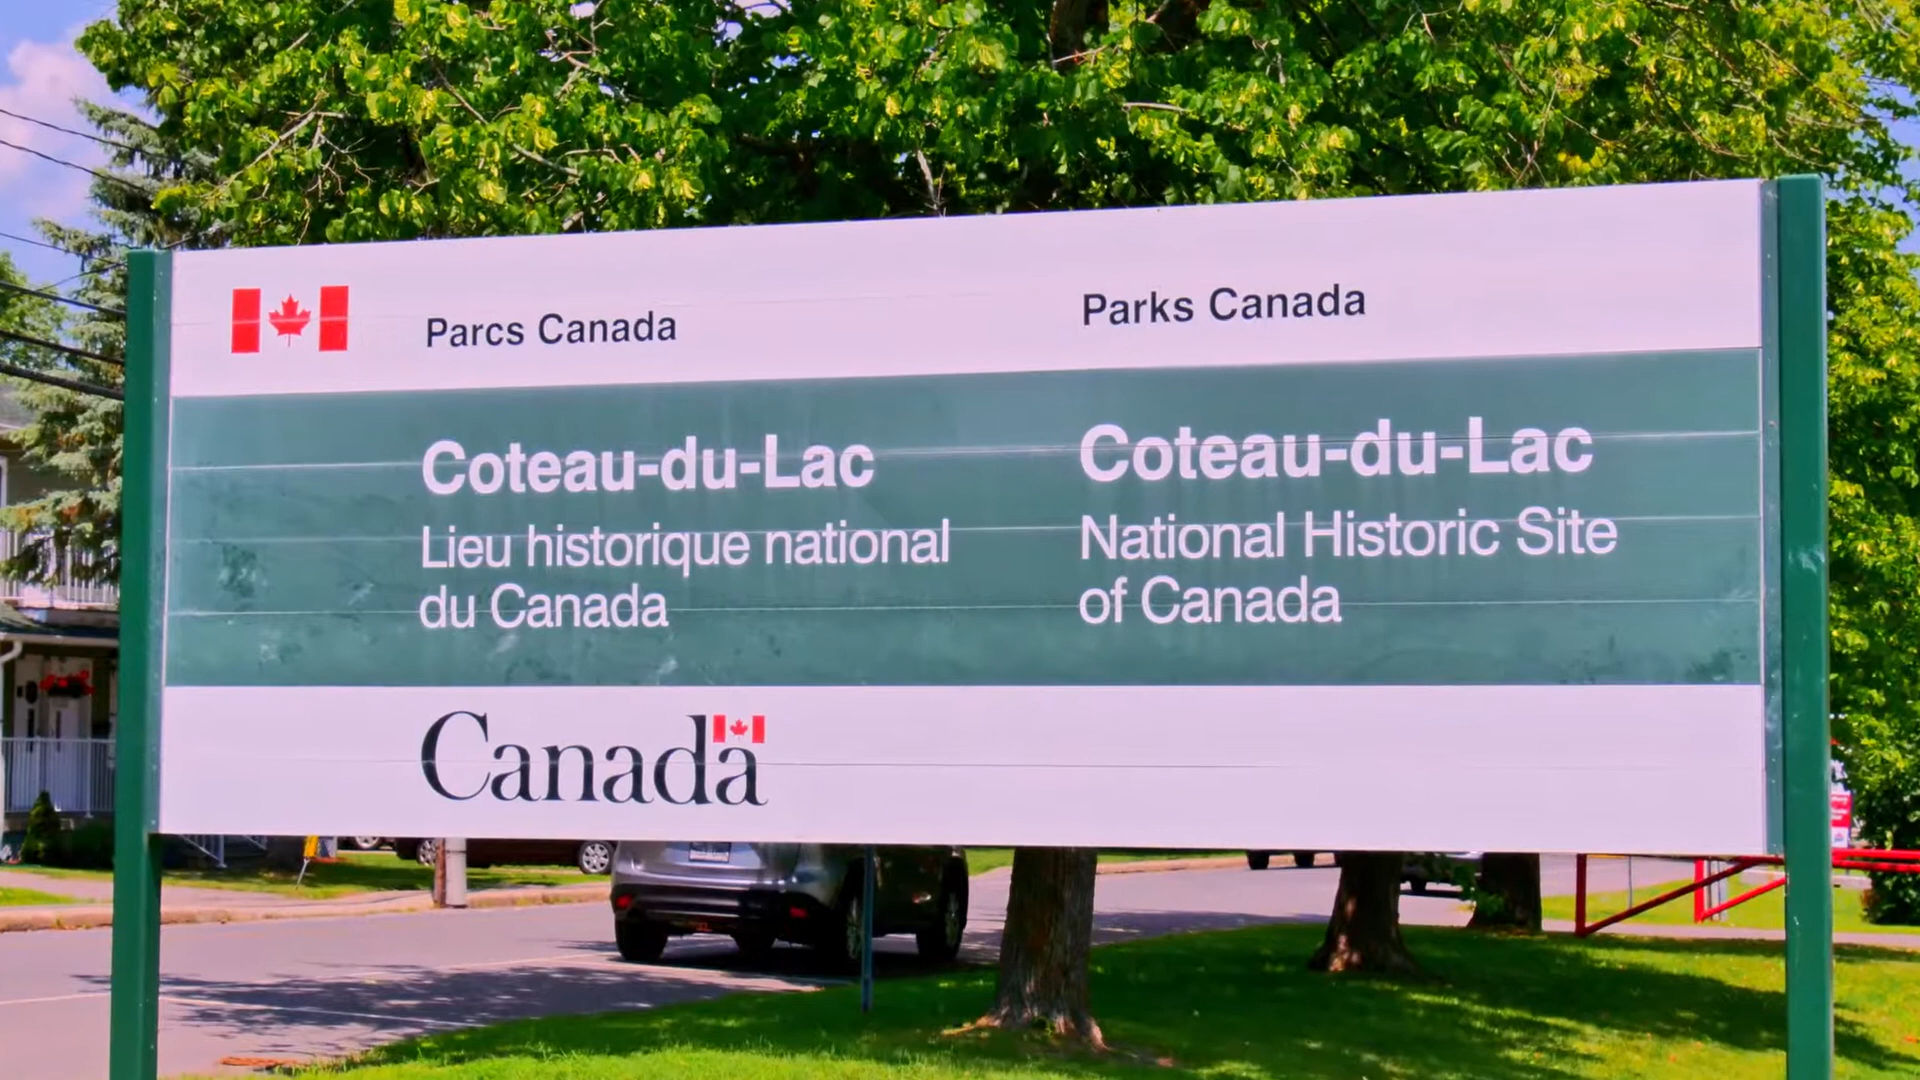 Parcs Canada
Parks Canada
Coteau-du-Lac
Lieu historique national
du Canada
Coteau-du-Lac
National Historic Site
of Canada
Canada